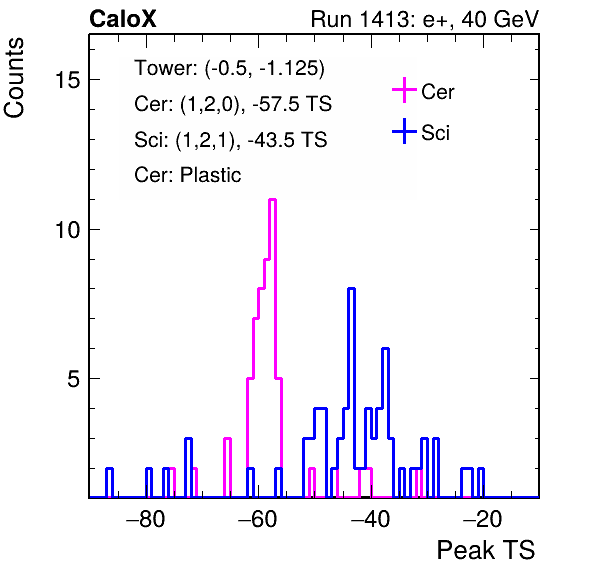 CaloX Run 1413: e+, 40 GeV
Counts
Tower: (-0.5, -1.125)
Cer: (1,2,0), -57.5 TS
Sci: (1,2,1), -43.5 TS
Cer: Plastic
Cer
Sci
15
10
5
−80 −60 −40 −20
Peak TS